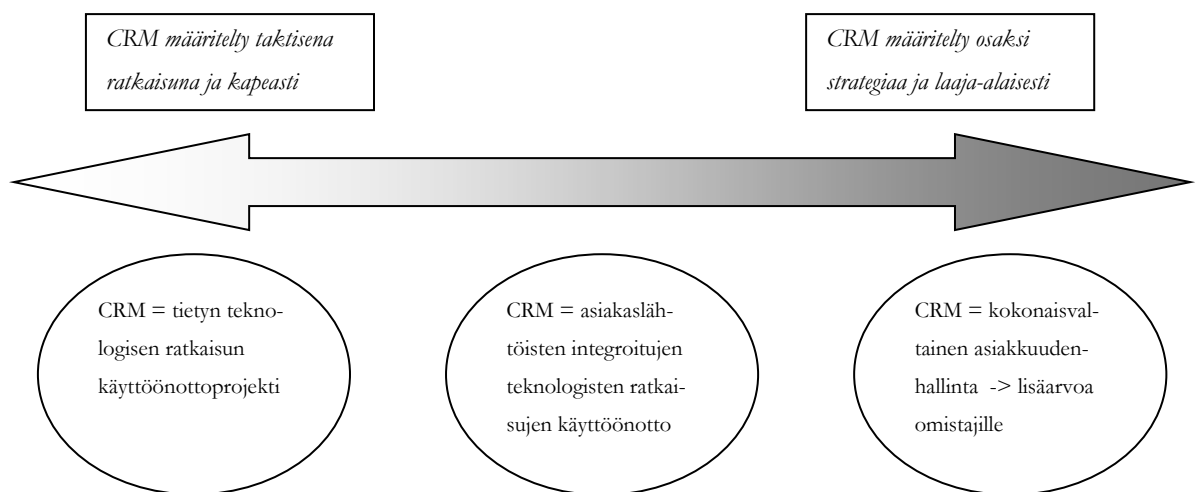 CRM määritelty taktisena
ratkaisuna ja kapeasti
CRM määritelty osaksi
strategiaa ja laaja-alaisesti
CRM = tietyn tekno-
logisen ratkaisun
käyttöönottoprojekti
CRM = asiakasläh-
töisten integroitujen
teknologisten ratkai-
sujen käyttöönotto
CRM = kokonaisval-
tainen asiakkuuden-
hallinta -> lisäarvoa
omistajille